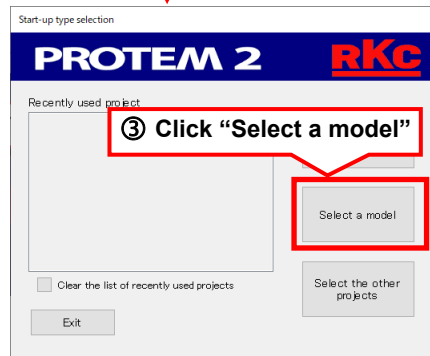 Start-up type selection
PROTEM 2
RKC
Recently used project
③ Click “Select a model”
Select a model
Clear the list of recently used projects
Select the other
projects
Exit